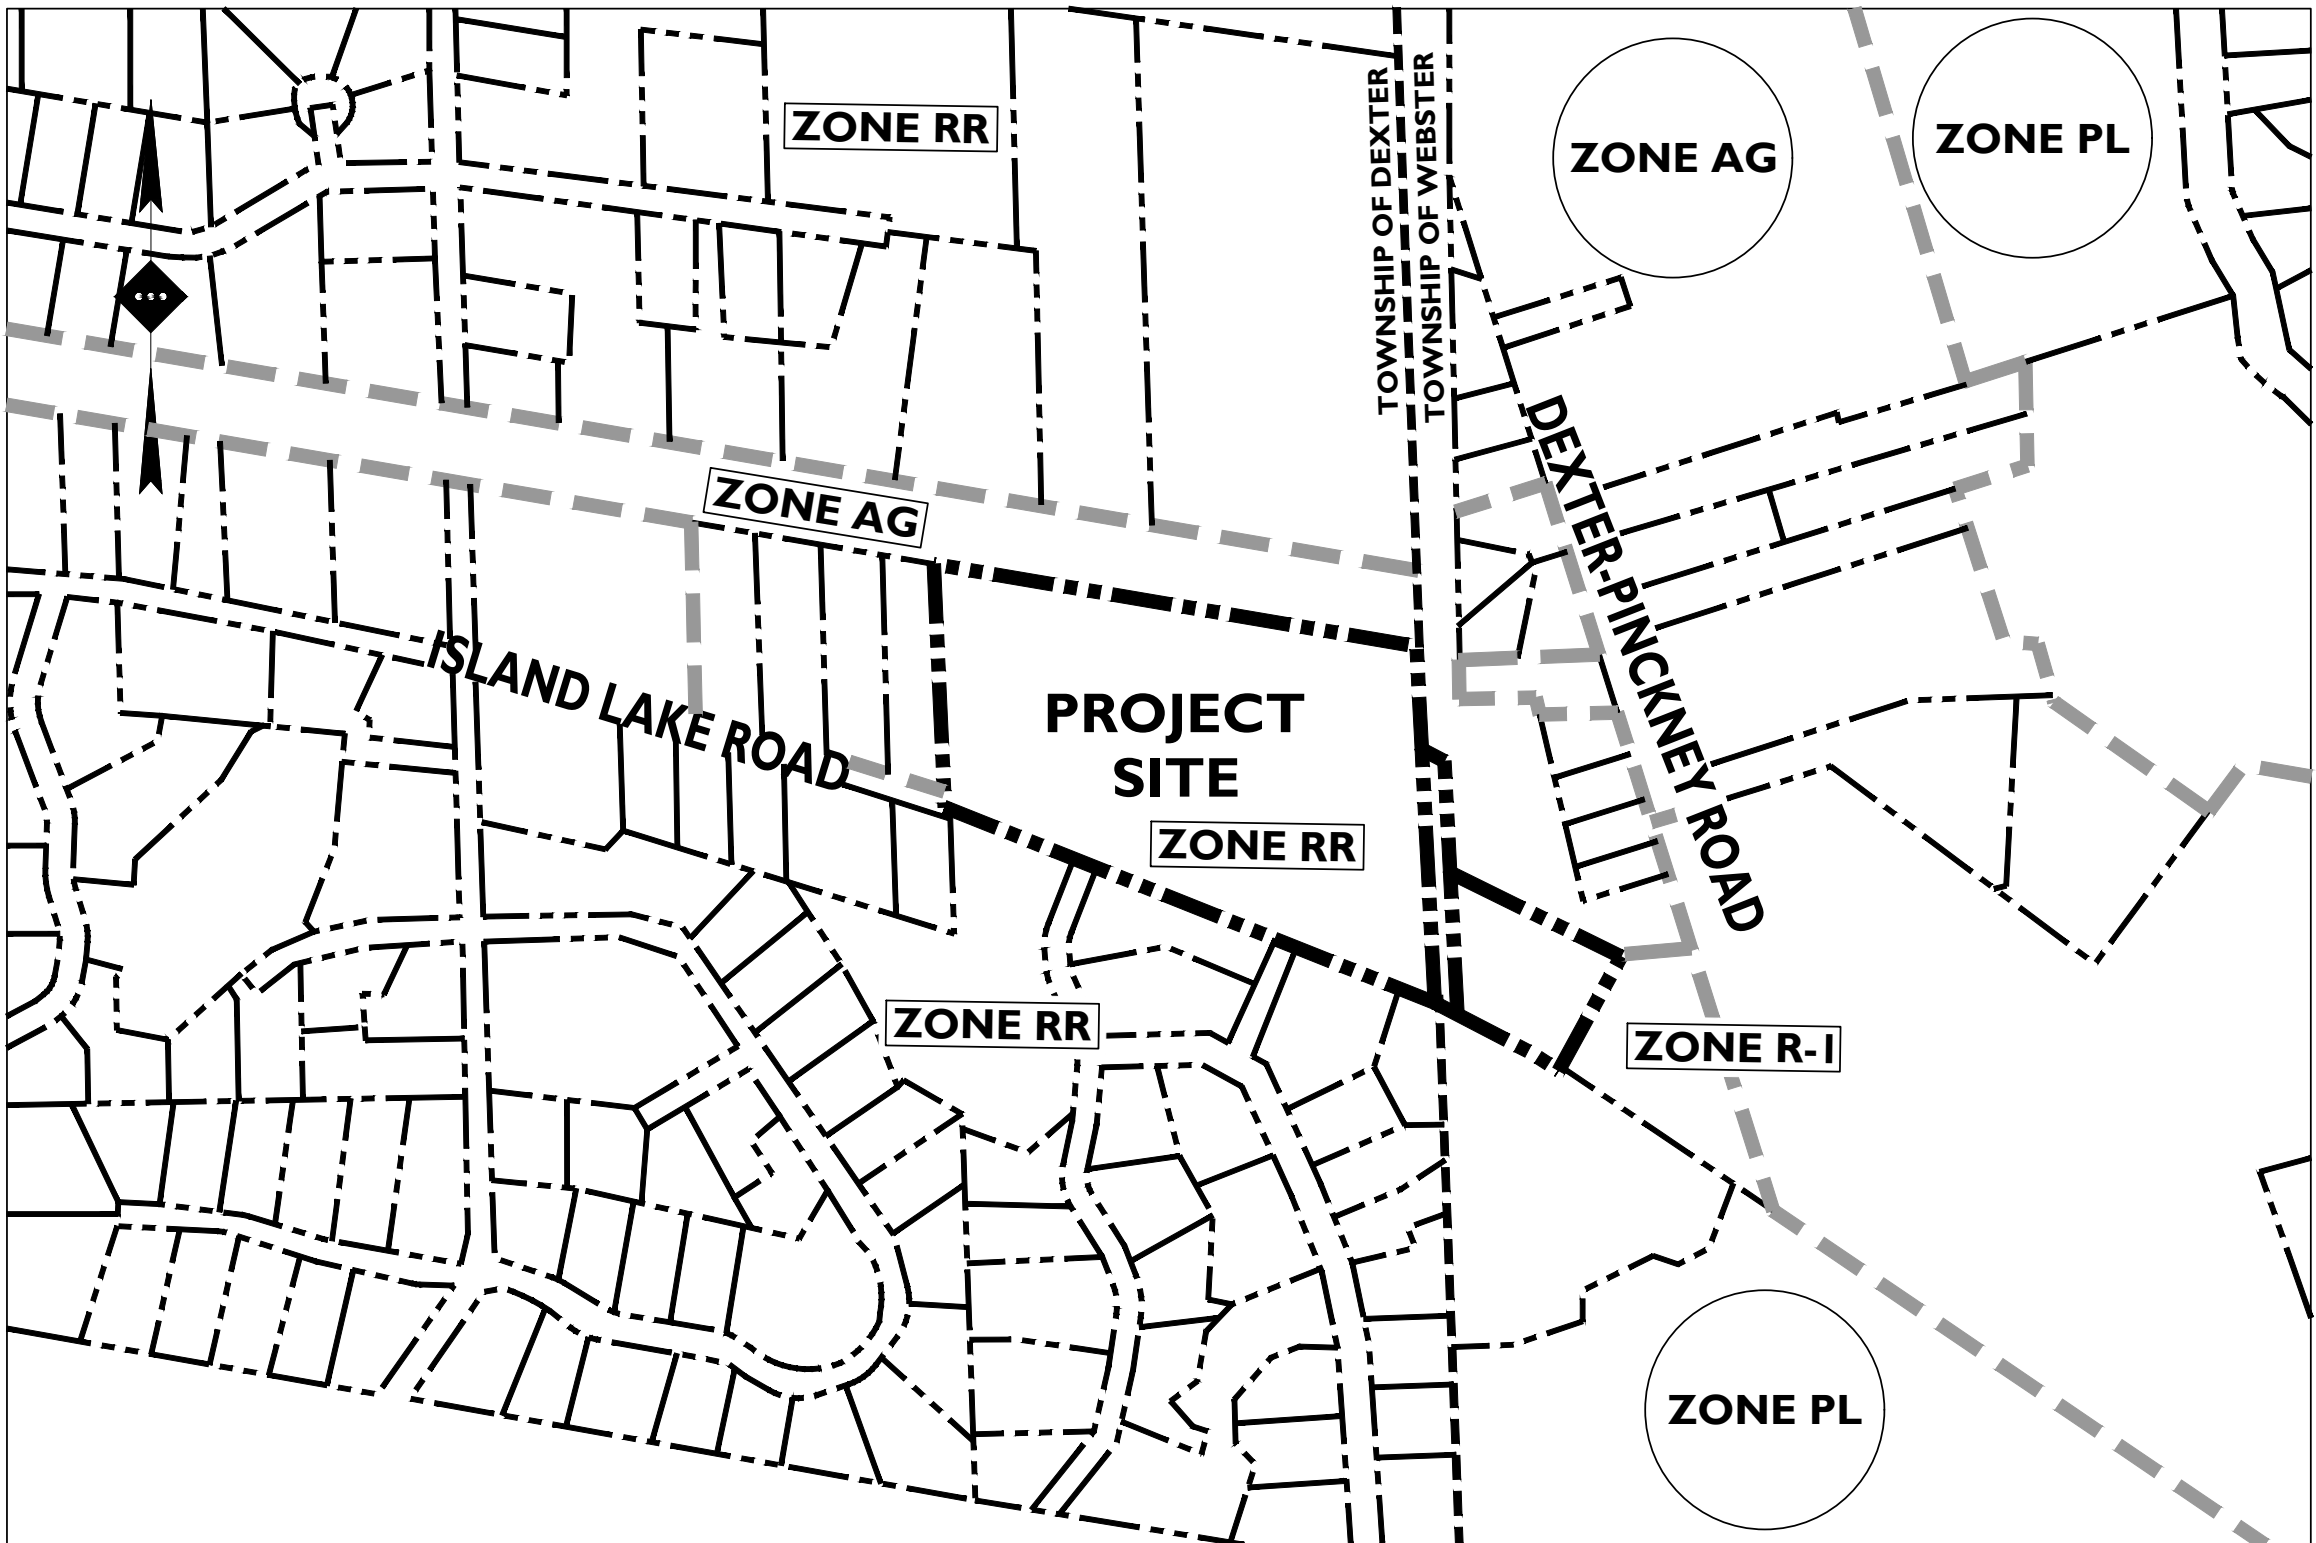 ZONE RR
TOWNSHIP OF DEXTER
TOWNSHIP OF WEBSTER
ZONE AG
ZONE PL
ZONE AG
DEXTER-PINCKNEY ROAD
ISLAND LAKE ROAD
PROJECT
SITE
ZONE RR
ZONE RR
ZONE R-1
ZONE PL